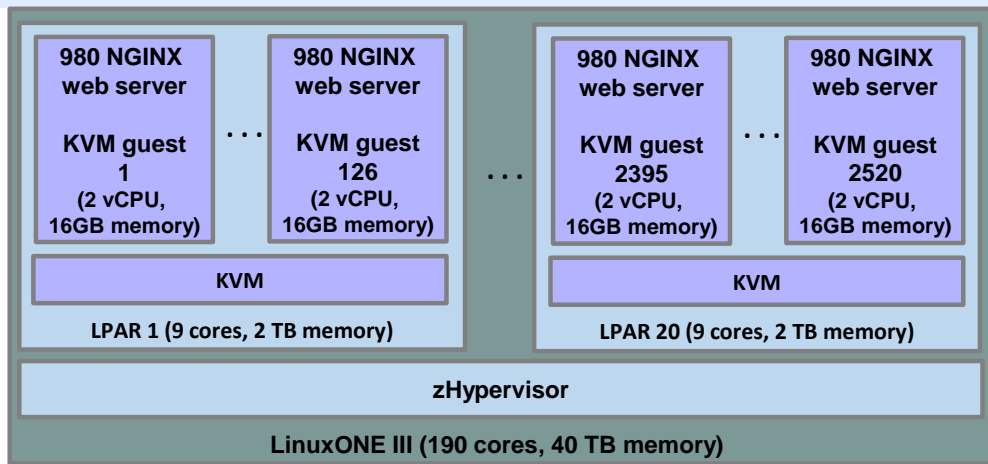 980 NGINX
web server
KVM guest
1
(2 vCPU,
16GB memory)
. . .
980 NGINX
web server
KVM guest
126
(2 vCPU,
16GB memory)
KVM
LPAR 1 (9 cores, 2 TB memory)
. . .
980 NGINX
web server
KVM guest
2395
(2 vCPU,
16GB memory)
. . .
980 NGINX
web server
KVM guest
2520
(2 vCPU,
16GB memory)
KVM
LPAR 20 (9 cores, 2 TB memory)
zHypervisor
LinuxONE III (190 cores, 40 TB memory)